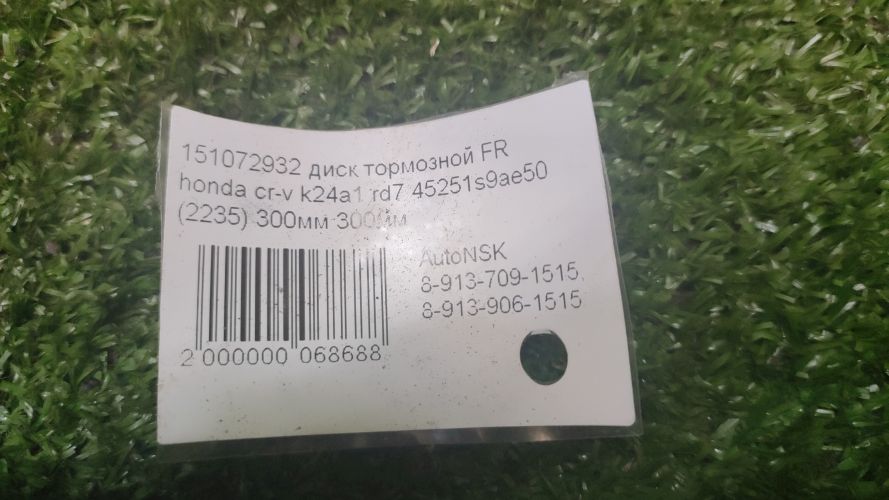 151072932 диск тормозной FR
honda cr-v k24a1 rd7 45251s9ae50
(2235) 300мм 300мм
AutoNSK
8-913-709-1515,
8-913-906-1515
2 000000 068688